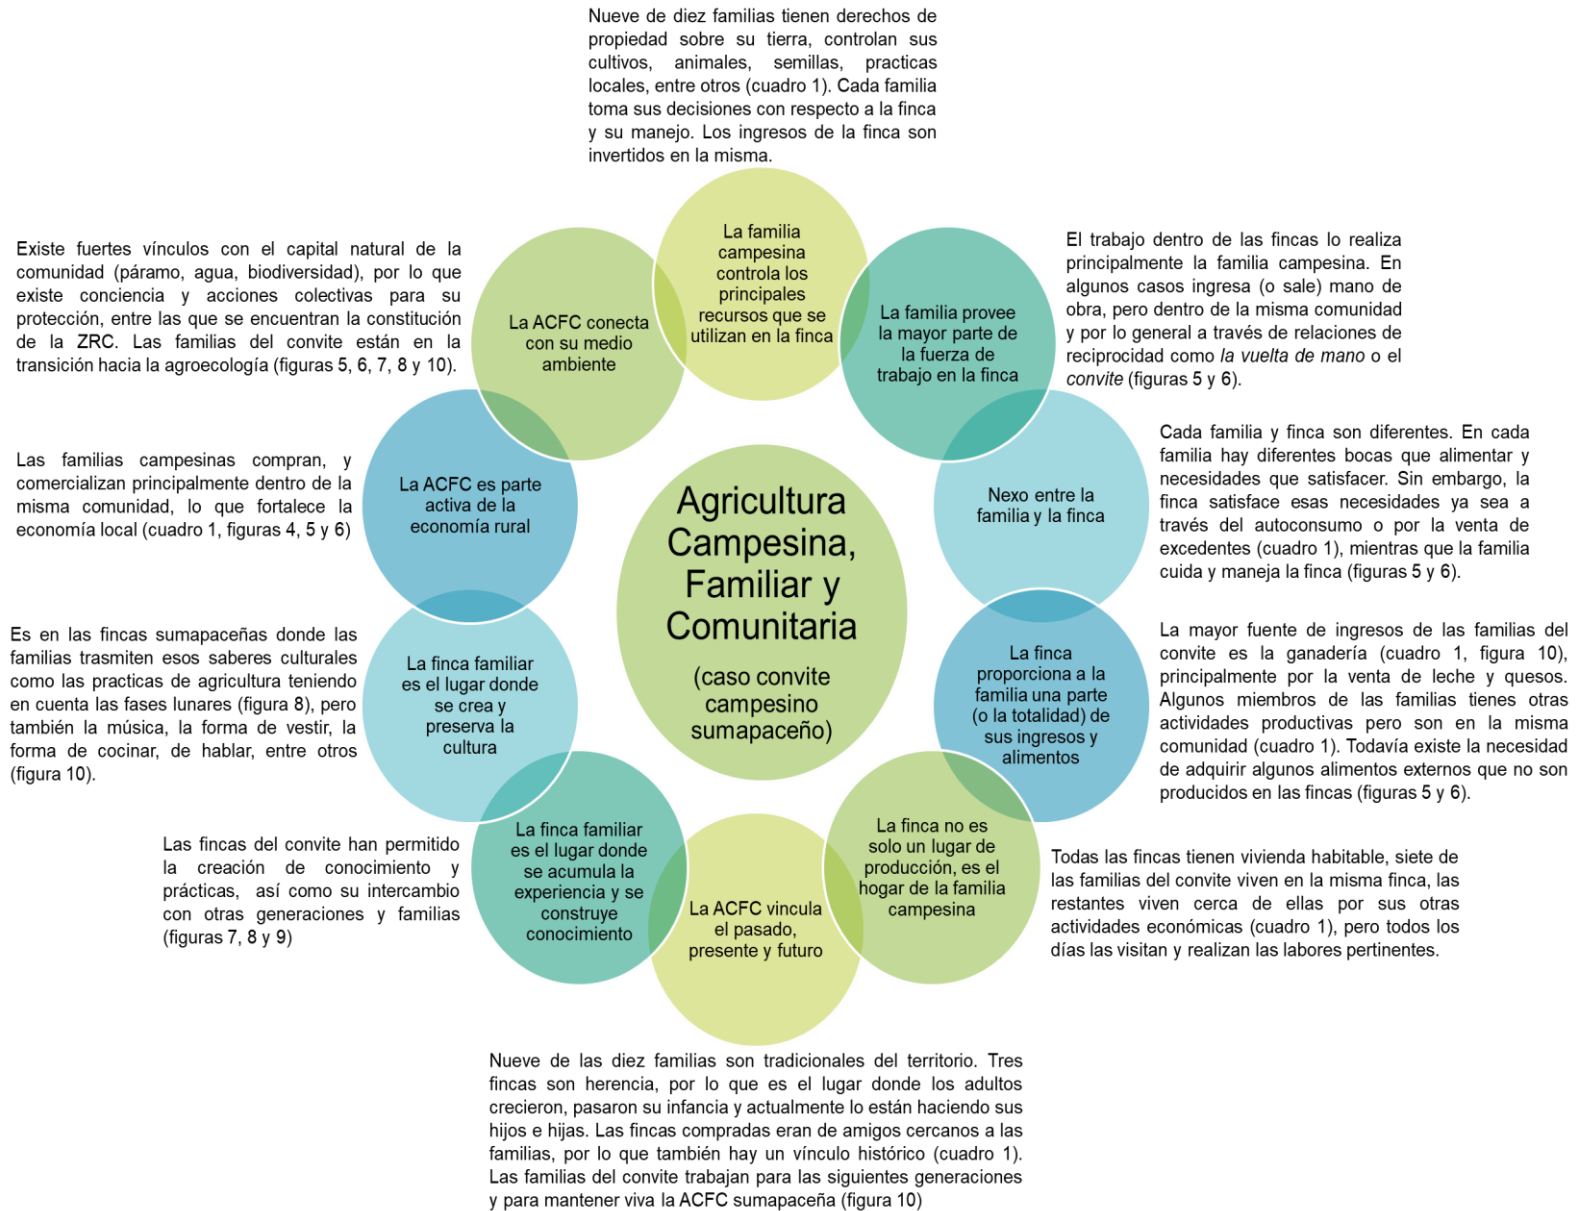 Nueve de diez familias tienen derechos de
propiedad sobre su tierra, controlan sus
cultivos, animales, semillas, practicas
locales, entre otros (cuadro 1). Cada familia
toma sus decisiones con respecto a la finca
y su manejo. Los ingresos de la finca son
invertidos en la misma.
La familia
campesina
controla los
principales
recursos que se
utilizan en la finca
La familia provee
la mayor parte de
la fuerza de
trabajo en la finca
El trabajo dentro de las fincas lo realiza
principalmente la familia campesina. En
algunos casos ingresa (o sale) mano de
obra, pero dentro de la misma comunidad
y por lo general a través de relaciones de
reciprocidad como la vuelta de mano o el
convite (figuras 5 y 6).
Nexo entre la
familia y la finca
Cada familia y finca son diferentes. En cada
familia hay diferentes bocas que alimentar y
necesidades que satisfacer. Sin embargo, la
finca satisface esas necesidades ya sea a
través del autoconsumo o por la venta de
excedentes (cuadro 1), mientras que la familia
cuida y maneja la finca (figuras 5 y 6).
La finca
proporciona a la
familia una parte
(o la totalidad) de
sus ingresos y
alimentos
La mayor fuente de ingresos de las familias del
convite es la ganadería (cuadro 1, figura 10),
principalmente por la venta de leche y quesos.
Algunos miembros de las familias tienes otras
actividades productivas pero son en la misma
comunidad (cuadro 1). Todavía existe la necesidad
de adquirir algunos alimentos externos que no son
producidos en las fincas (figuras 5 y 6).
La finca no es
solo un lugar de
producción, es el
hogar de la familia
campesina
Todas las fincas tienen vivienda habitable, siete de
las familias del convite viven en la misma finca, las
restantes viven cerca de ellas por sus otras
actividades económicas (cuadro 1), pero todos los
días las visitan y realizan las labores pertinentes.
La ACFC vincula
el pasado,
presente y futuro
Nueve de las diez familias son tradicionales del territorio. Tres
fincas son herencia, por lo que es el lugar donde los adultos
crecieron, pasaron su infancia y actualmente lo están haciendo sus
hijos e hijas. Las fincas compradas eran de amigos cercanos a las
familias, por lo que también hay un vínculo histórico (cuadro 1).
Las familias del convite trabajan para las siguientes generaciones
y para mantener viva la ACFC sumapaceña (figura 10)
La finca familiar
es el lugar donde
se acumula la
experiencia y se
construye
conocimiento
Las fincas del convite han permitido
la creación de conocimiento y
prácticas, así como su intercambio
con otras generaciones y familias
(figuras 7, 8 y 9)
La finca familiar
es el lugar donde
se crea y
preserva la
cultura
Es en las fincas sumapaceñas donde las
familias trasmiten esos saberes culturales
como las practicas de agricultura teniendo
en cuenta las fases lunares (figura 8), pero
también la música, la forma de vestir, la
forma de cocinar, de hablar, entre otros
(figura 10).
La ACFC es parte
activa de la
economía rural
Las familias campesinas compran, y
comercializan principalmente dentro de la
misma comunidad, lo que fortalece la
economía local (cuadro 1, figuras 4, 5 y 6)
La ACFC conecta
con su medio
ambiente
Existe fuertes vínculos con el capital natural de la
comunidad (páramo, agua, biodiversidad), por lo que
existe conciencia y acciones colectivas para su
protección, entre las que se encuentran la constitución
de la ZRC. Las familias del convite están en la
transición hacia la agroecología (figuras 5, 6, 7, 8 y 10).
Agricultura
Campesina,
Familiar y
Comunitaria
(caso convite
campesino
sumapaceño)